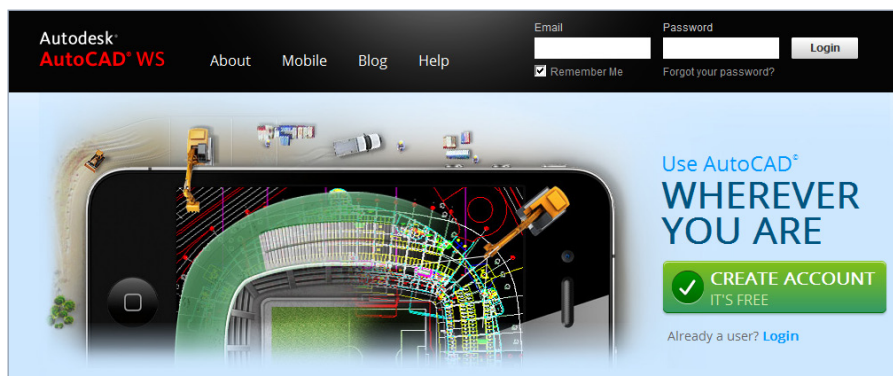 Autodesk®
AutoCAD® WS
About Mobile Blog Help
Email
Password
Login
Remember Me
Forgot your password?
Use AutoCAD®
WHEREVER
YOU ARE
CREATE ACCOUNT
IT'S FREE
Already a user? Login